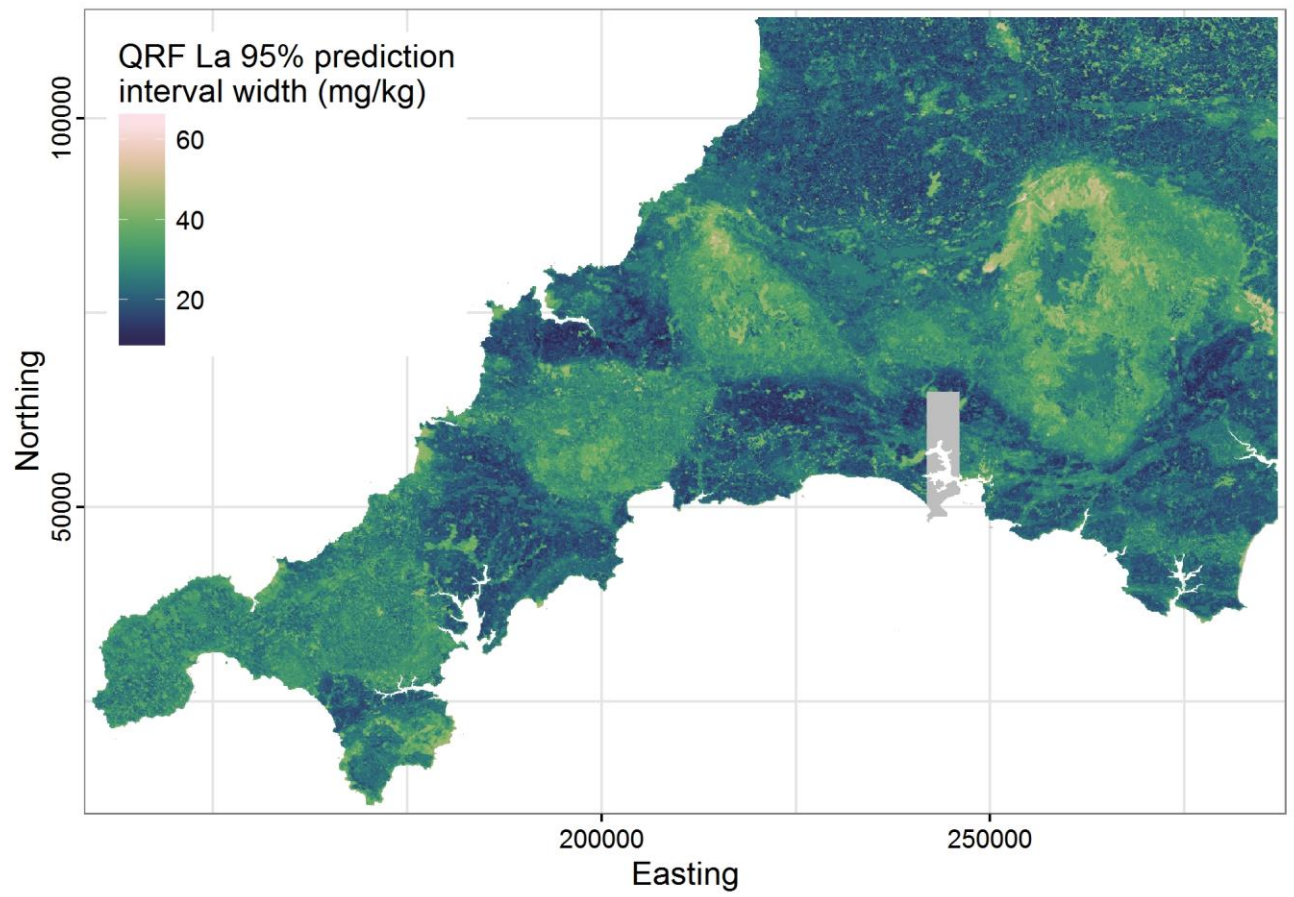 QRF La 95% prediction
interval width (mg/kg)
60
40
20
100000
50000
Northing
200000
250000
Easting